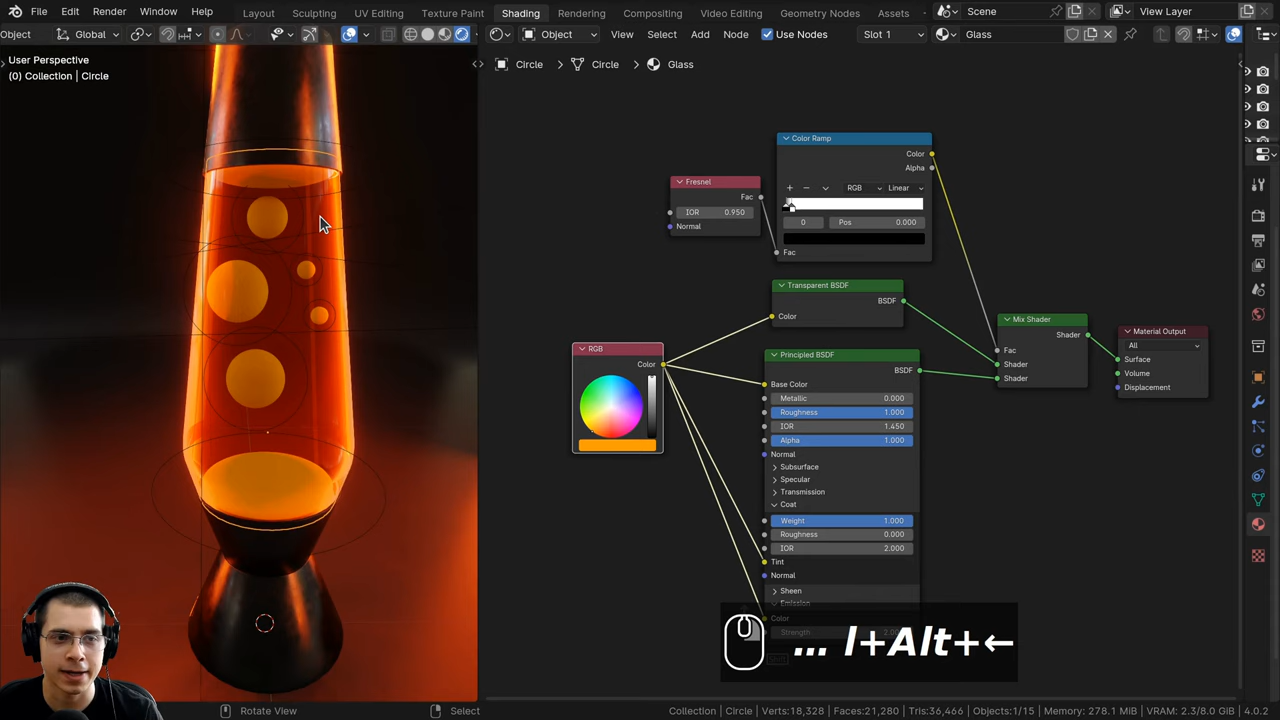 File Edit Render Window Help Layout Sculpting UV Editing Texture Paint Shading Rendering Compositing Video Editing Geometry Nodes Assets Scene View Layer
Object Global Object View Select Add Node Use Nodes Slot 1 Glass
User Perspective
(0) Collection | Circle
Circle Circle Glass
Color Ramp
Color
Alpha
RGB Linear
0 Pos 0.000
Fac
Fresnel
Fac
IOR 0.950
Normal
Transparent BSDF
BSDF
Color
Mix Shader
Shader
Fac
Shader
Shader
Material Output
All
Surface
Volume
Displacement
RGB
Color
Principled BSDF
BSDF
Base Color
Metallic 0.000
Roughness 1.000
IOR 1.450
Alpha 1.000
Normal
Subsurface
Specular
Transmission
Coat
Weight 1.000
Roughness 0.000
IOR 2.000
Tint
Normal
Sheen
Emission
Color
... I+Alt+←
Rotate View Select Collection | Circle | Verts:18,328 | Faces:21,280 | Tris:36,466 | Objects:1/15 | Memory: 278.1 MiB | VRAM: 2.3/8.0 GiB | 4.0.2